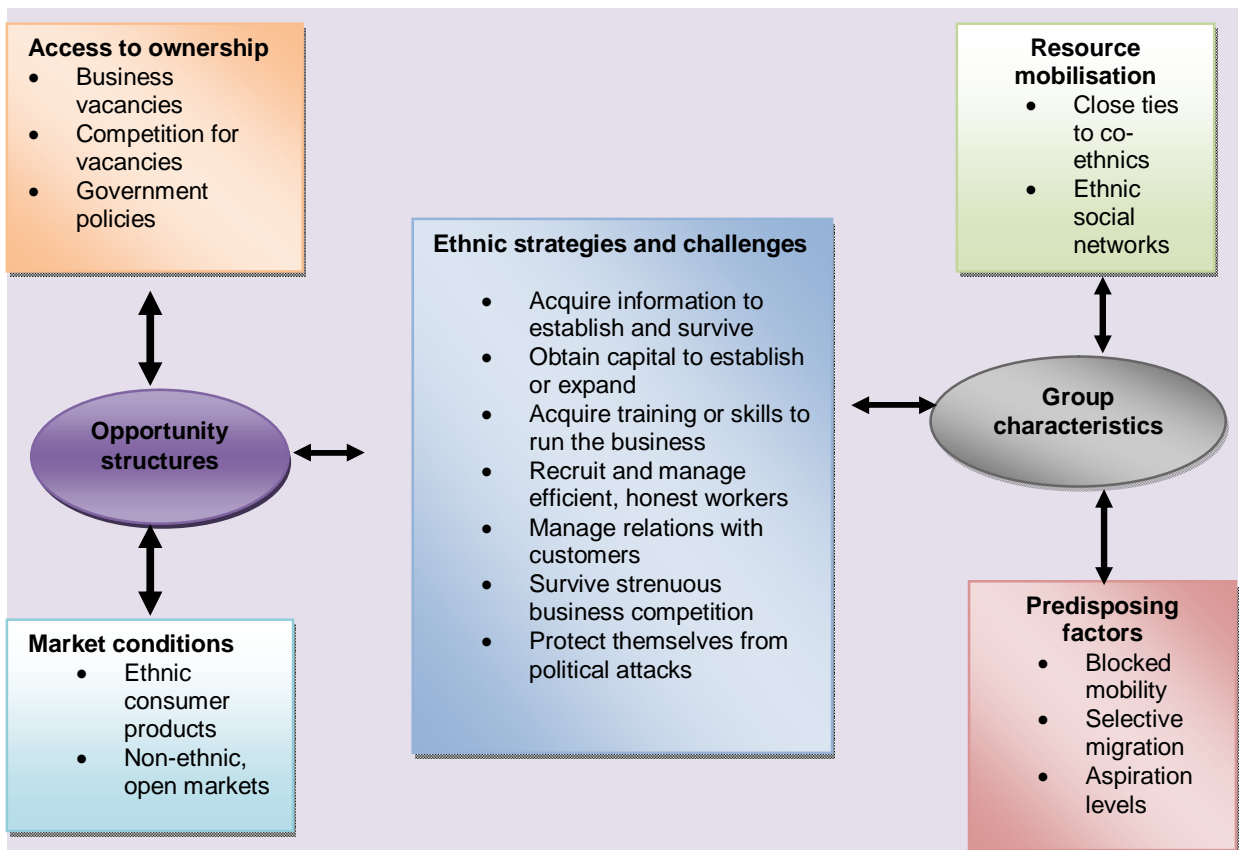 Access to ownership
• Business
vacancies
• Competition for
vacancies
• Government
policies
Opportunity
structures
Market conditions
• Ethnic
consumer
products
• Non-ethnic,
open markets
Ethnic strategies and challenges
• Acquire information to
establish and survive
• Obtain capital to establish
or expand
• Acquire training or skills to
run the business
• Recruit and manage
efficient, honest workers
• Manage relations with
customers
• Survive strenuous
business competition
• Protect themselves from
political attacks
Resource
mobilisation
• Close ties
to co-
ethnics
• Ethnic
social
networks
Group
characteristics
Predisposing
factors
• Blocked
mobility
• Selective
migration
• Aspiration
levels